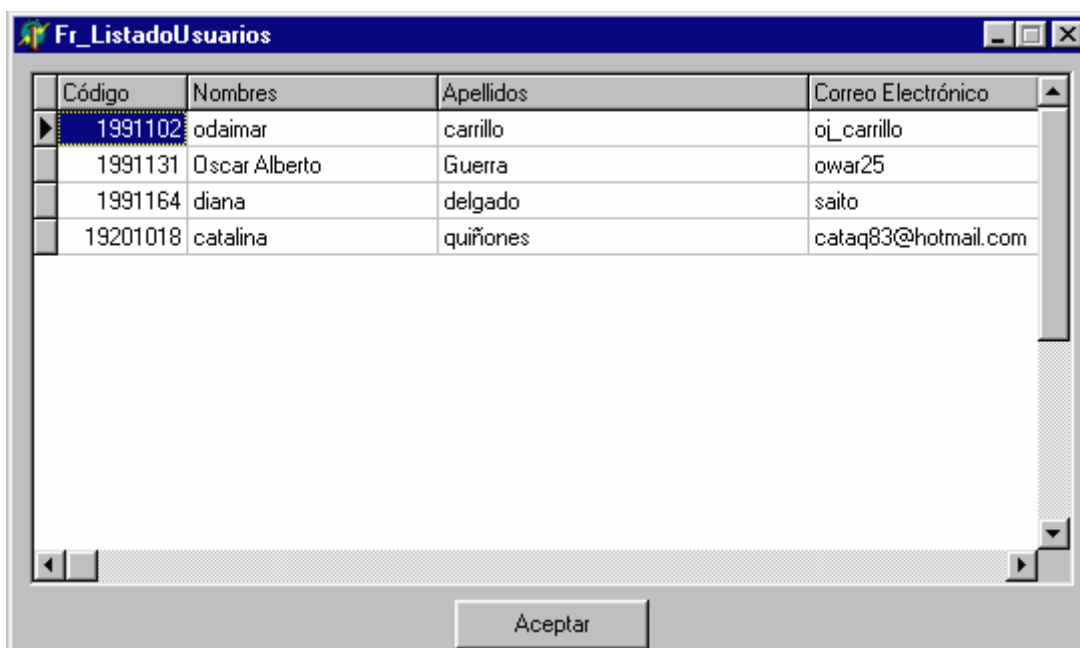 Fr_ListadoUsuarios
Código Nombres Apellidos Correo Electrónico
1991102 odaimar carrillo oj_carrillo
1991131 Oscar Alberto Guerra owar25
1991164 diana delgado saito
19201018 catalina quiñones cataq83@hotmail.com
Aceptar